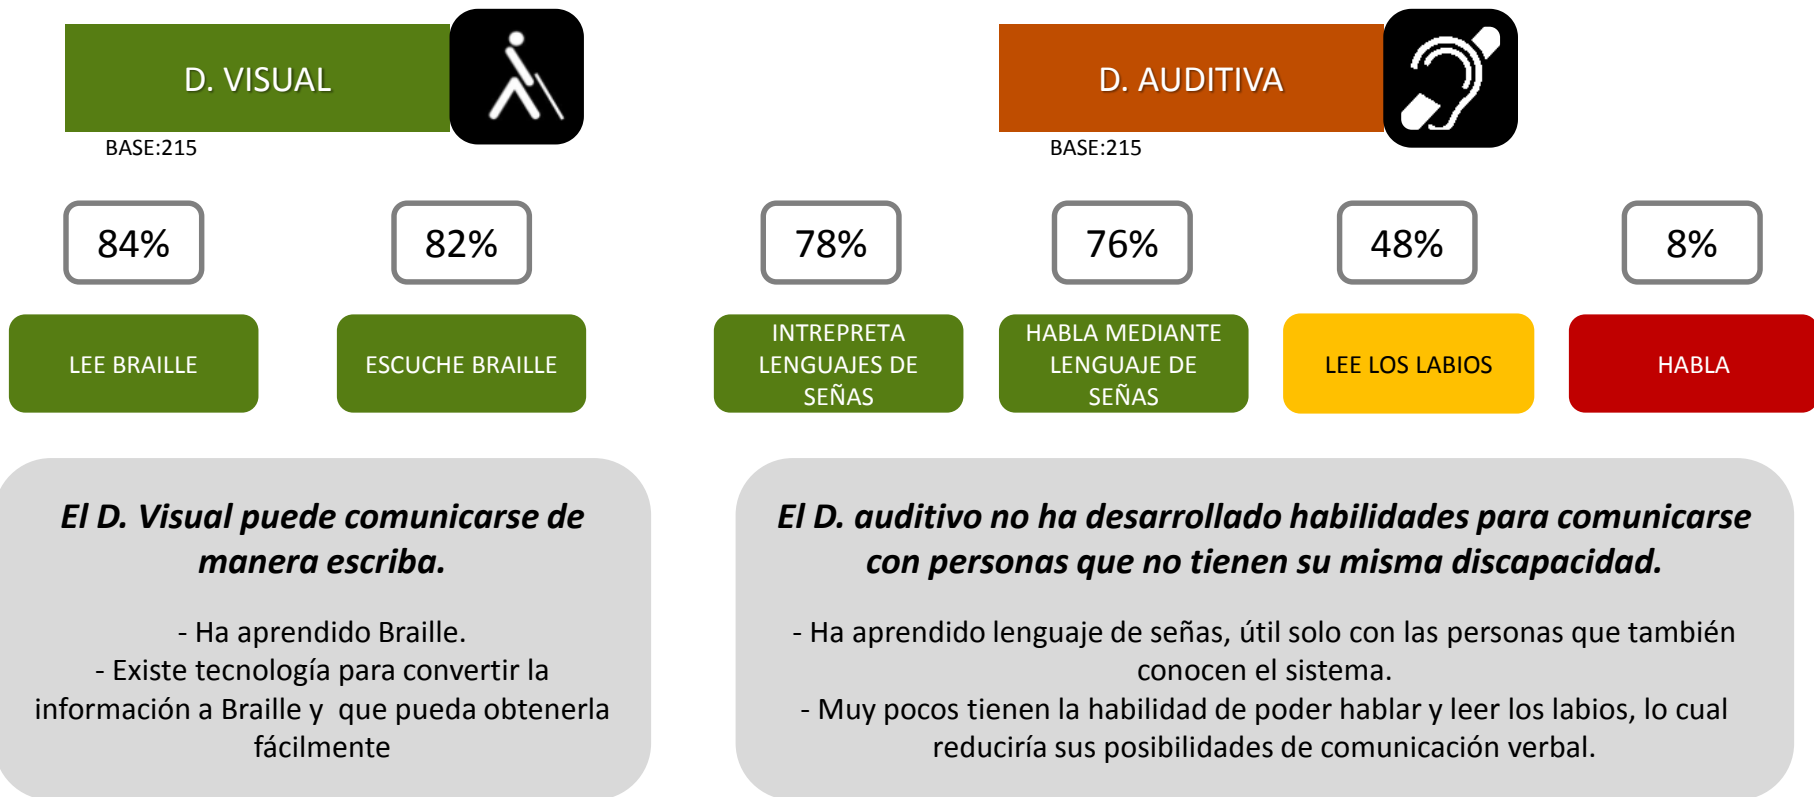 D. VISUAL
BASE:215
84%
82%
LEE BRAILLE
ESCUCHE BRAILLE
El D. Visual puede comunicarse de
manera escriba.
- Ha aprendido Braille.
- Existe tecnología para convertir la
información a Braille y que pueda obtenerla
fácilmente
D. AUDITIVA
BASE:215
78%
76%
48%
8%
INTREPRETA
LENGUAJES DE
SEÑAS
HABLA MEDIANTE
LENGUAJE DE
SEÑAS
LEE LOS LABIOS
HABLA
El D. auditivo no ha desarrollado habilidades para comunicarse
con personas que no tienen su misma discapacidad.
- Ha aprendido lenguaje de señas, útil solo con las personas que también
conocen el sistema.
- Muy pocos tienen la habilidad de poder hablar y leer los labios, lo cual
reduciría sus posibilidades de comunicación verbal.